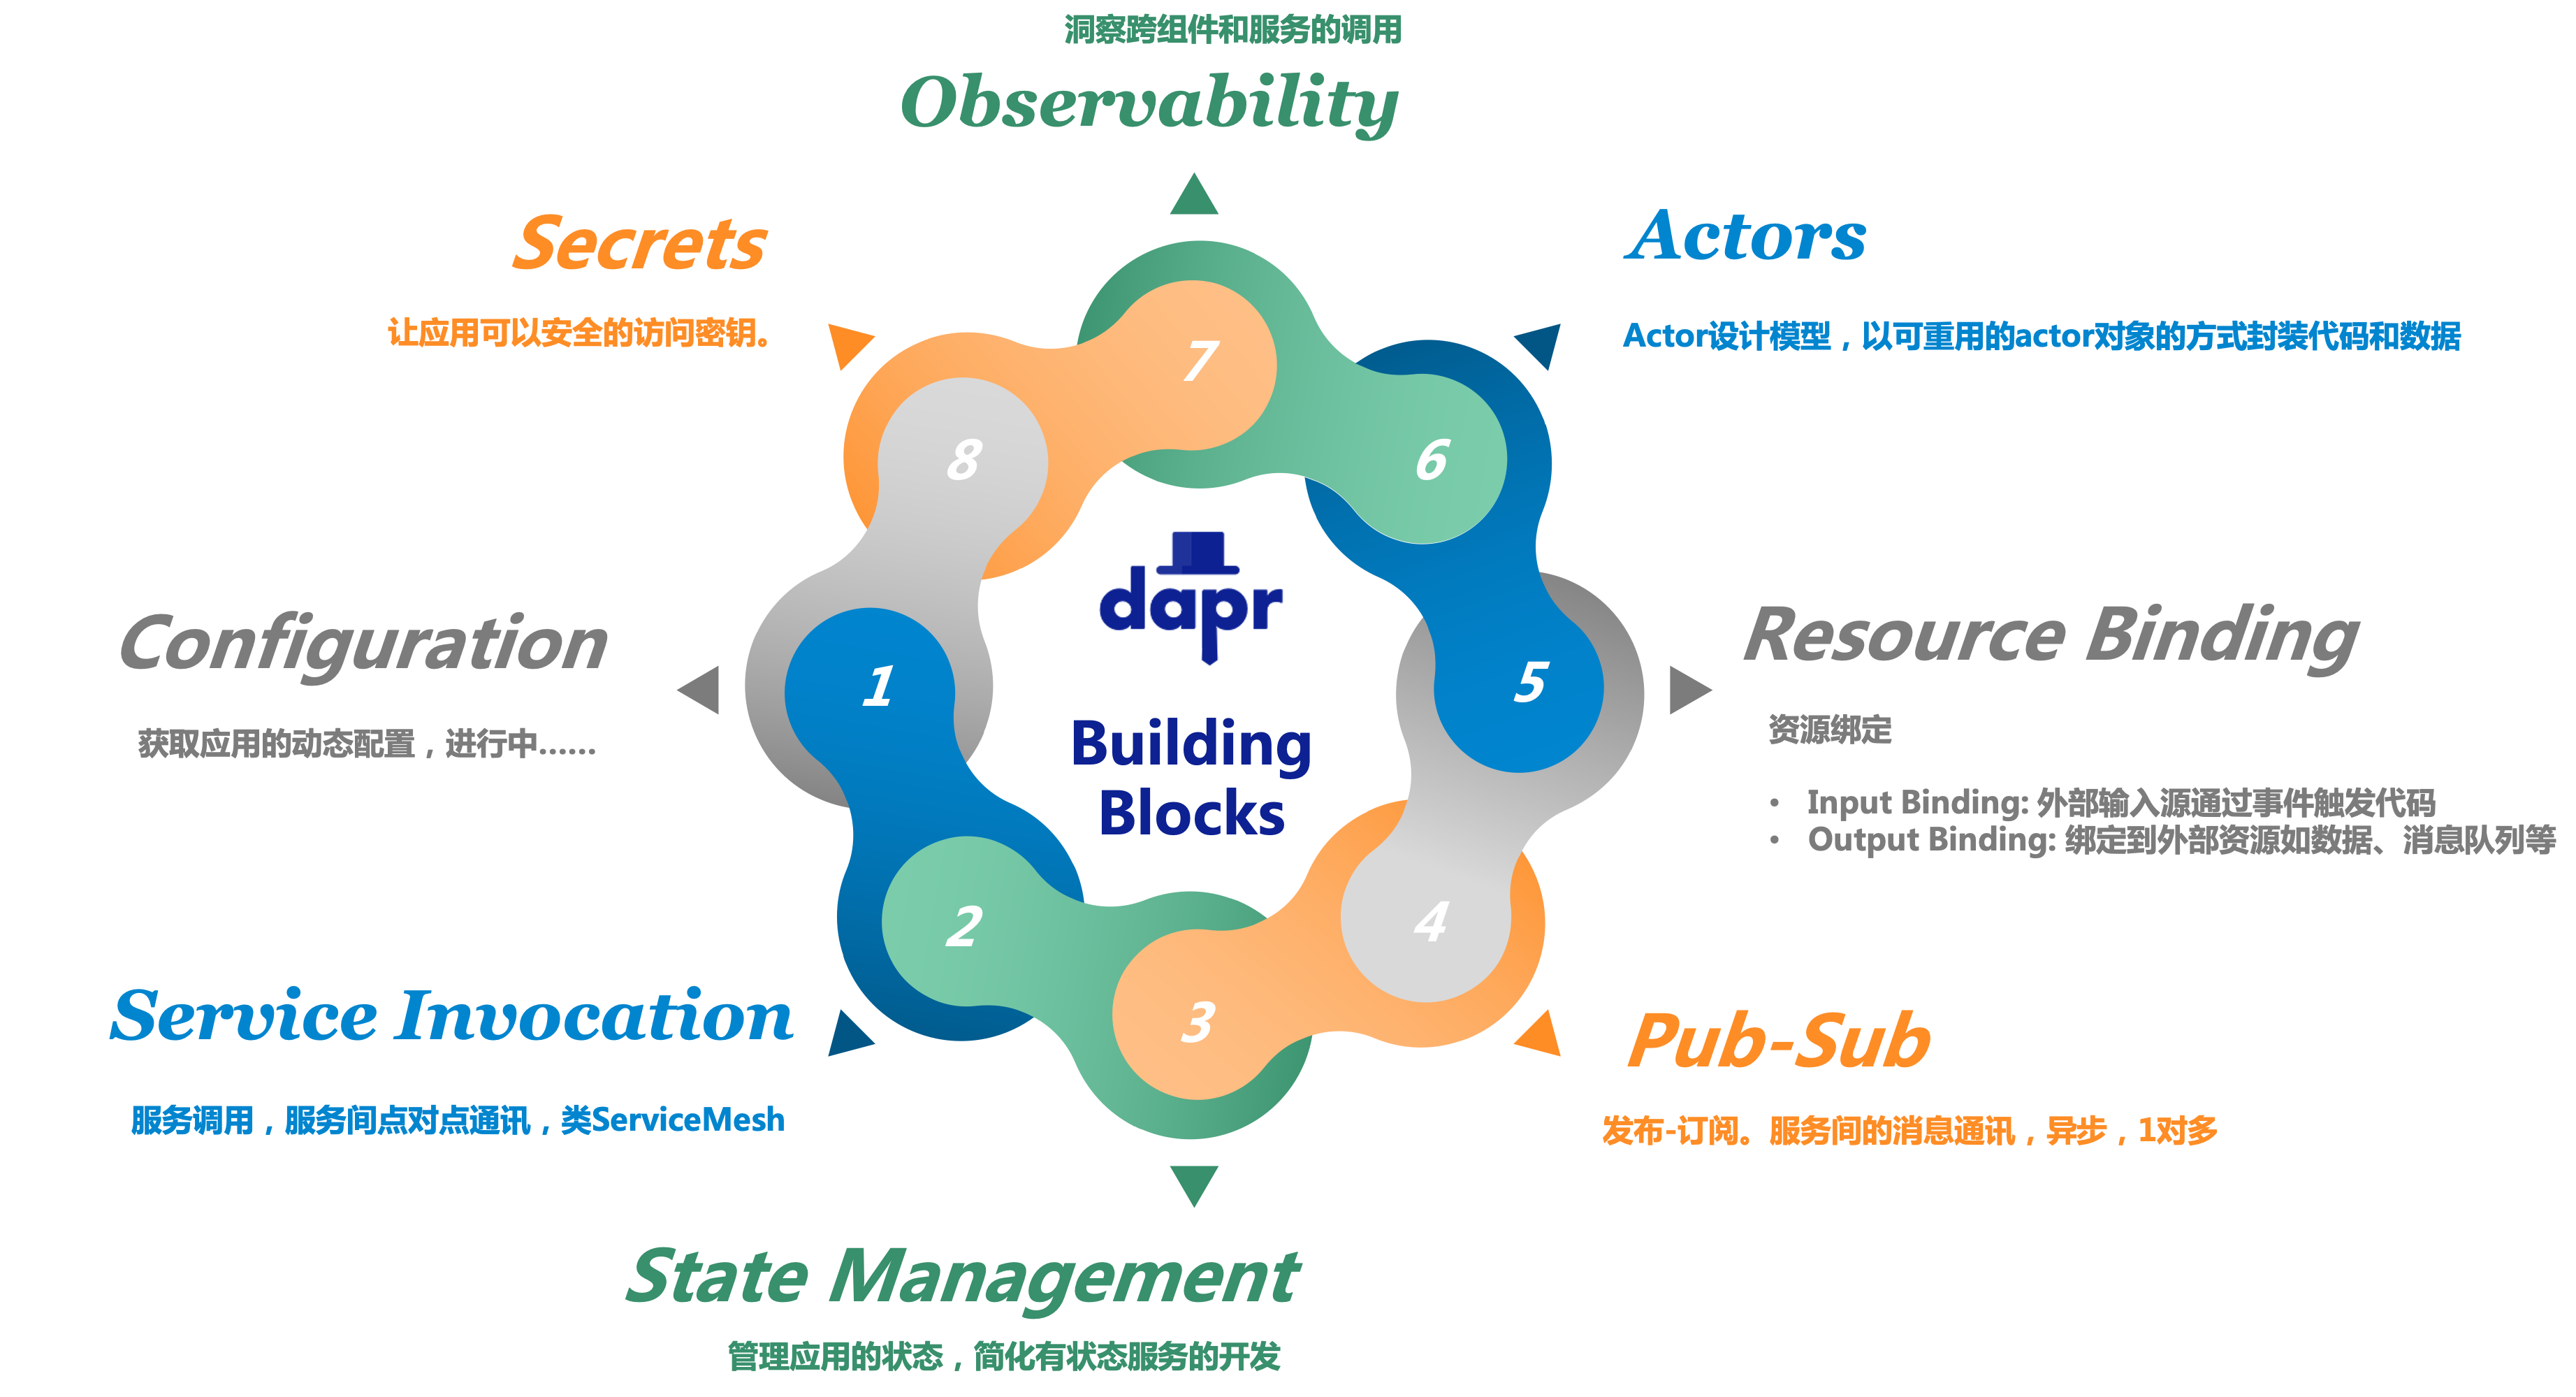 洞察跨组件和服务的调用
Observability
Secrets
让应用可以安全的访问密钥。
Actors
Actor设计模型，以可重用的actor对象的方式封装代码和数据
7
8
6
dapr
Building
Blocks
Configuration
获取应用的动态配置，进行中……
1
5
Resource Binding
资源绑定
• Input Binding: 外部输入源通过事件触发代码
• Output Binding: 绑定到外部资源如数据、消息队列等
2
4
3
Service Invocation
服务调用，服务间点对点通讯，类ServiceMesh
Pub-Sub
发布-订阅。服务间的消息通讯，异步，1对多
State Management
管理应用的状态，简化有状态服务的开发